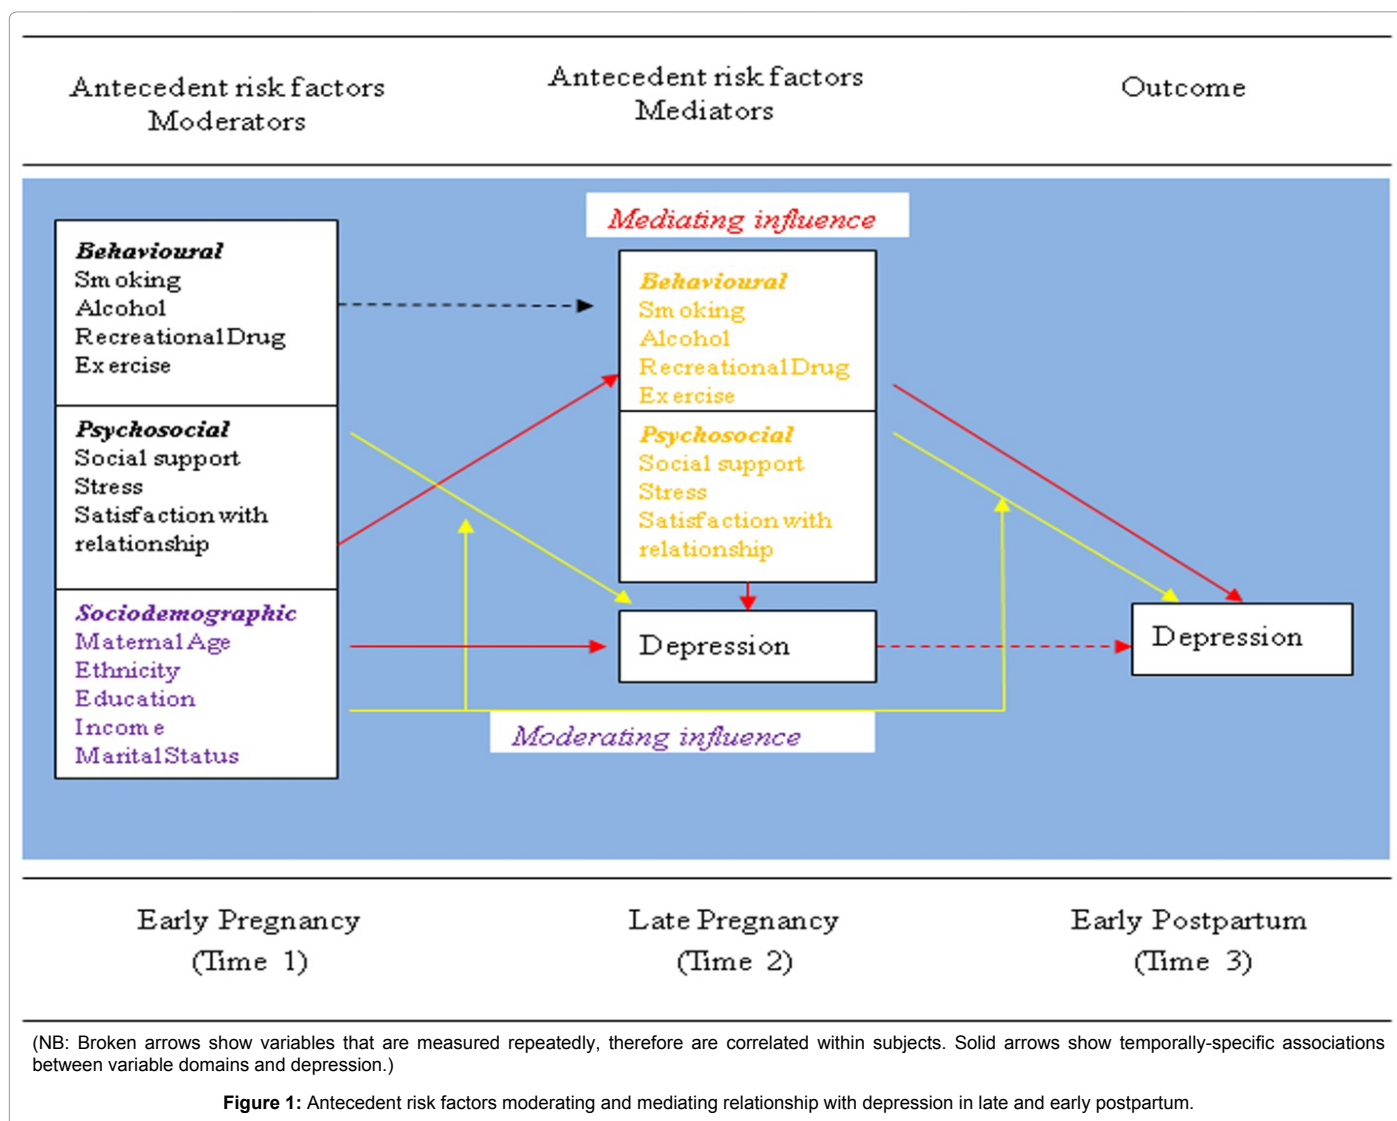 Antecedent risk factors
Moderators
Antecedent risk factors
Mediators
Outcome
Behavioural
Smoking
Alcohol
Recreational Drug
Exercise
Psychosocial
Social support
Stress
Satisfaction with
relationship
Sociodemographic
Maternal Age
Ethnicity
Education
Income
Marital Status
Mediating influence
Behavioural
Smoking
Alcohol
Recreational Drug
Exercise
Psychosocial
Social support
Stress
Satisfaction with
relationship
Depression
Moderating influence
Depression
Early Pregnancy
(Time 1)
Late Pregnancy
(Time 2)
Early Postpartum
(Time 3)
(NB: Broken arrows show variables that are measured repeatedly, therefore are correlated within subjects. Solid arrows show temporally-specific associations
between variable domains and depression.)
Figure 1: Antecedent risk factors moderating and mediating relationship with depression in late and early postpartum.